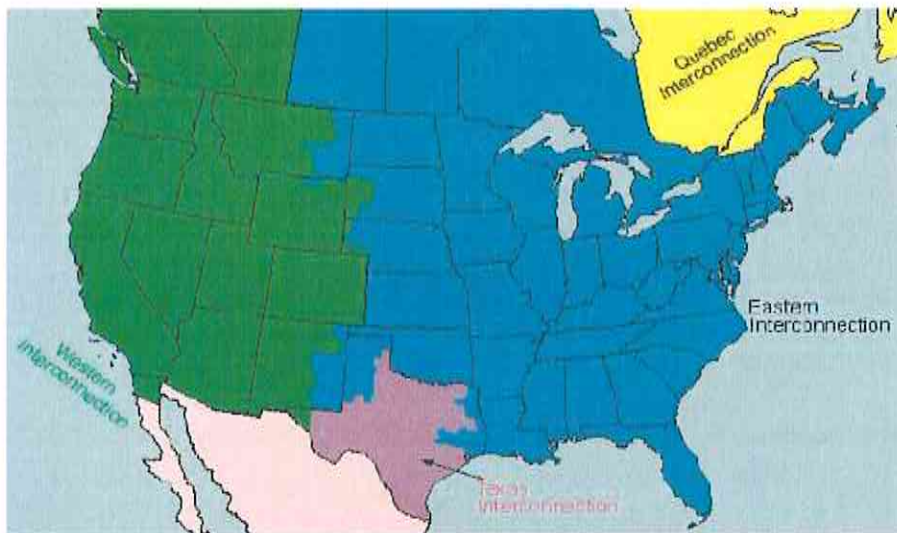 Quebec
Interconnection
Eastern
Interconnection
Western
Interconnection
Texas
Interconnection